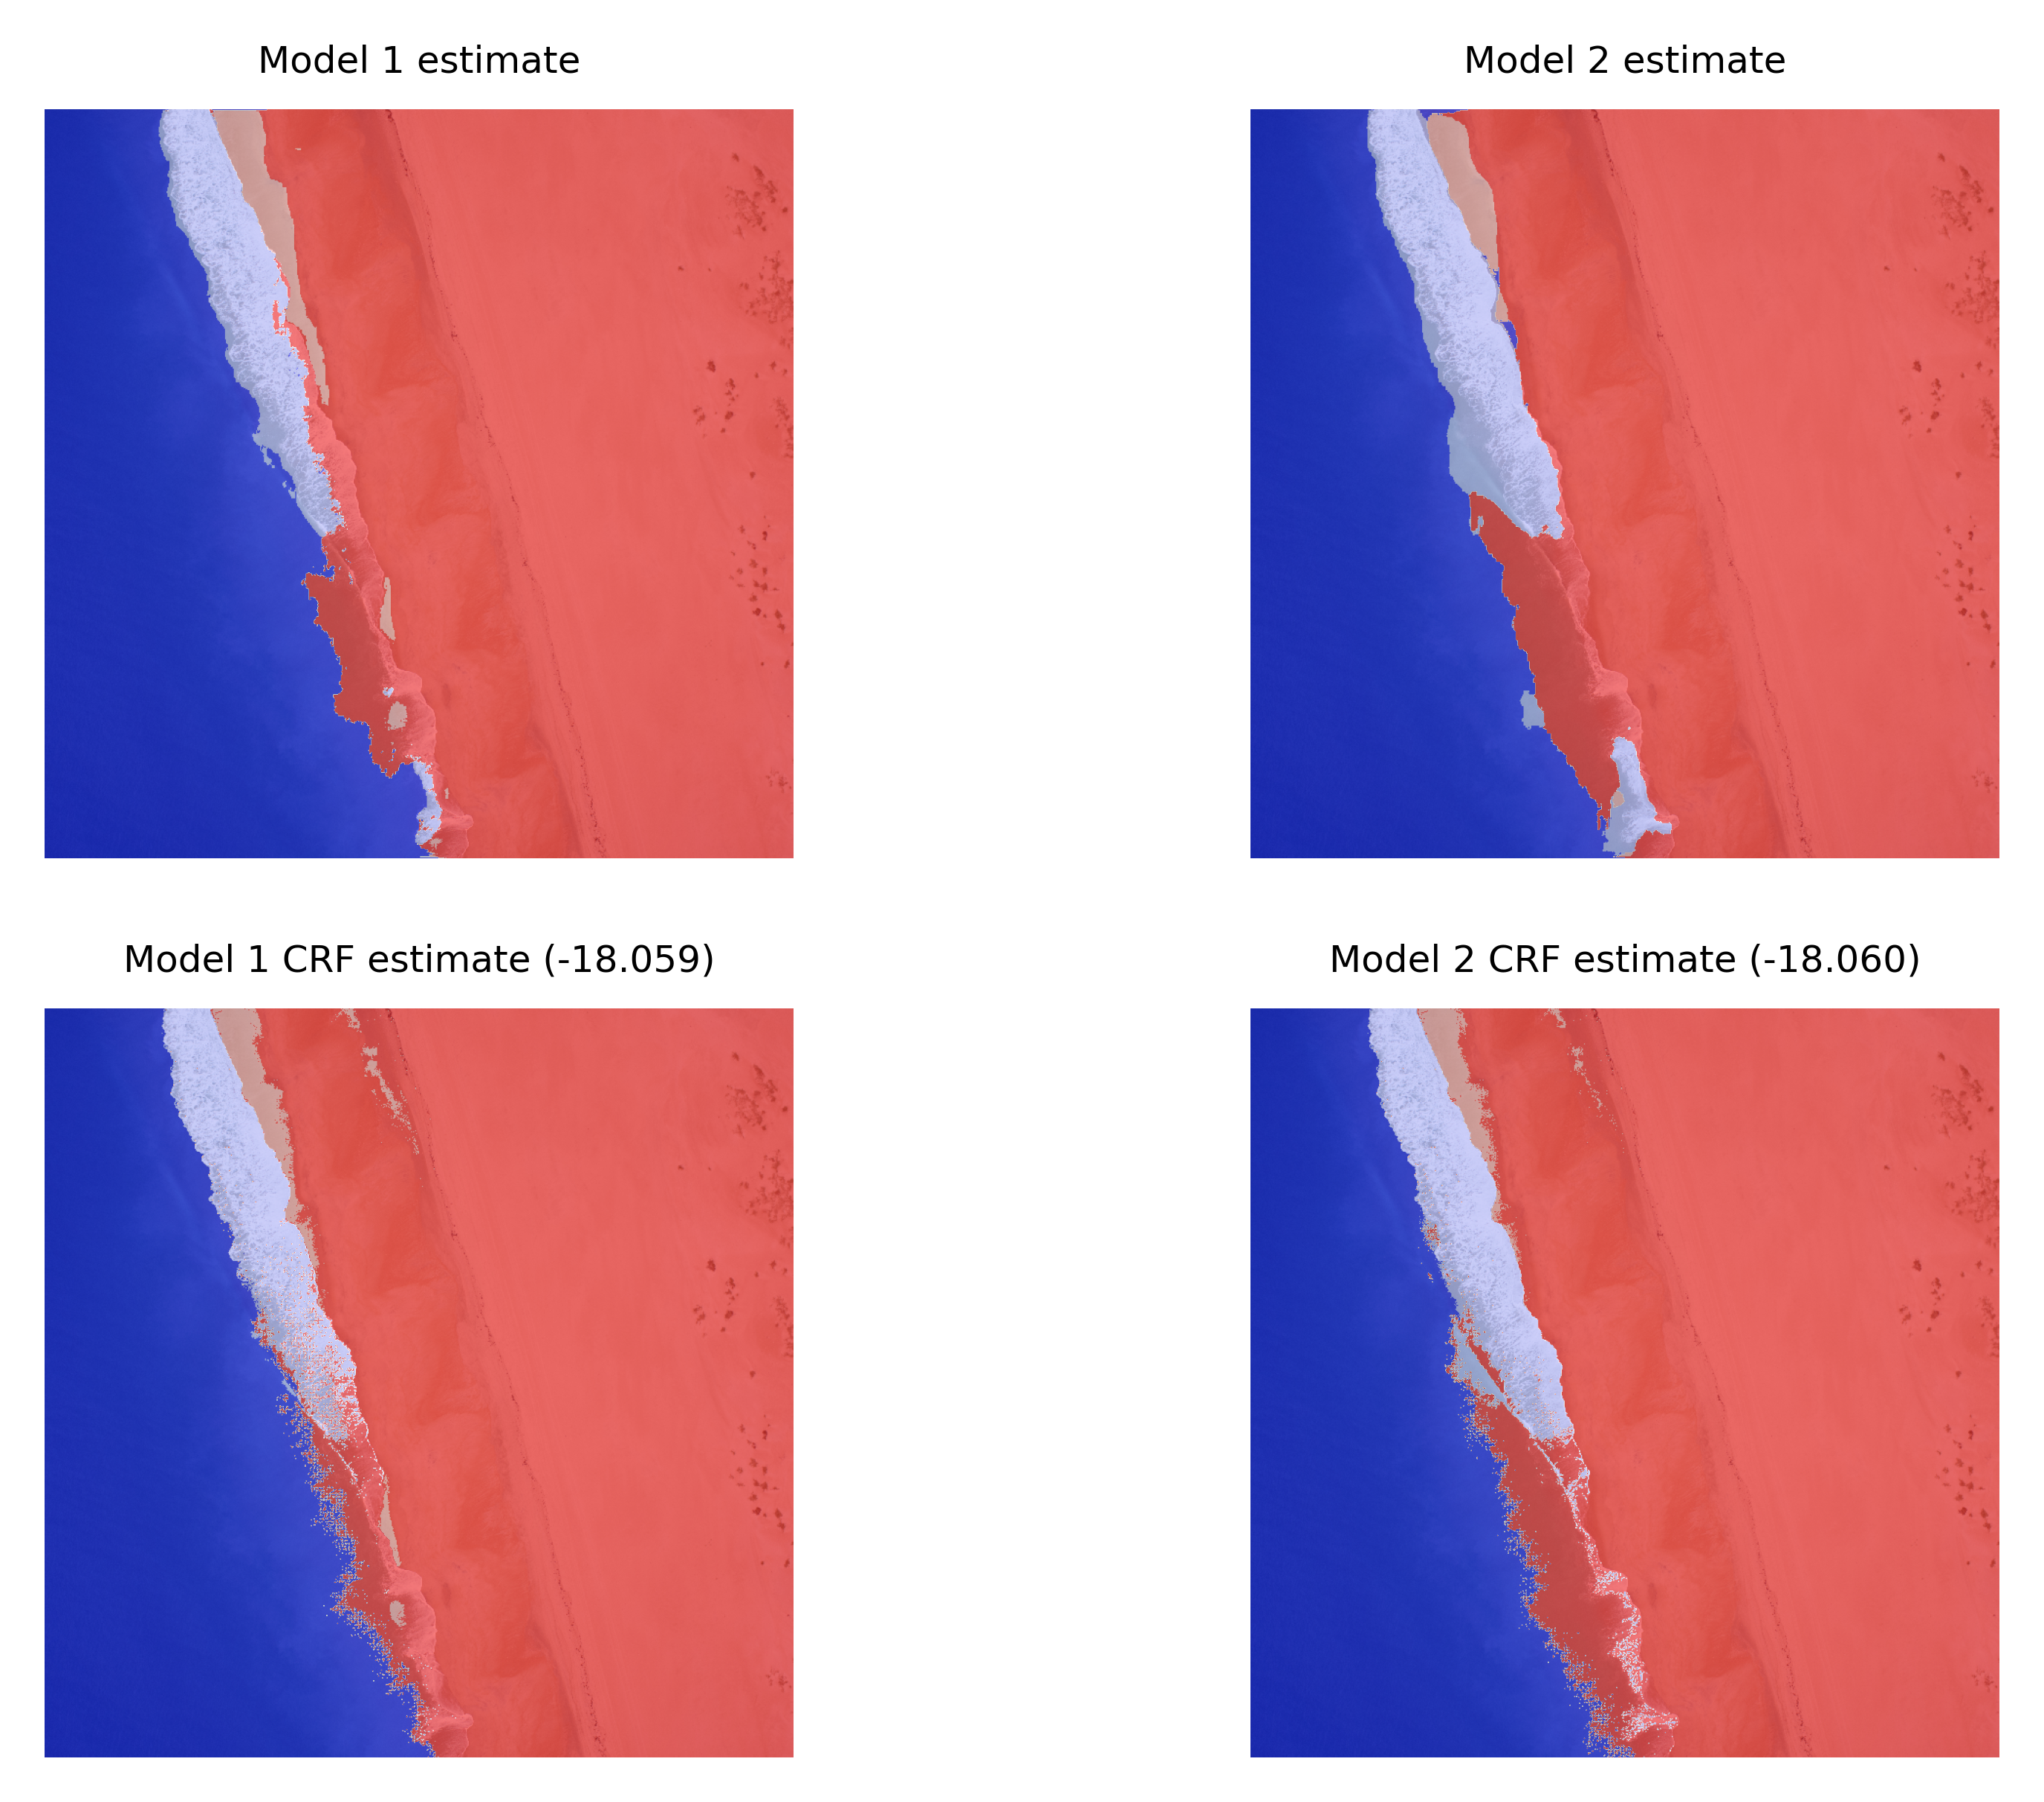 Model 1 estimate
Model 2 estimate
Model 1 CRF estimate (-18.059)
Model 2 CRF estimate (-18.060)